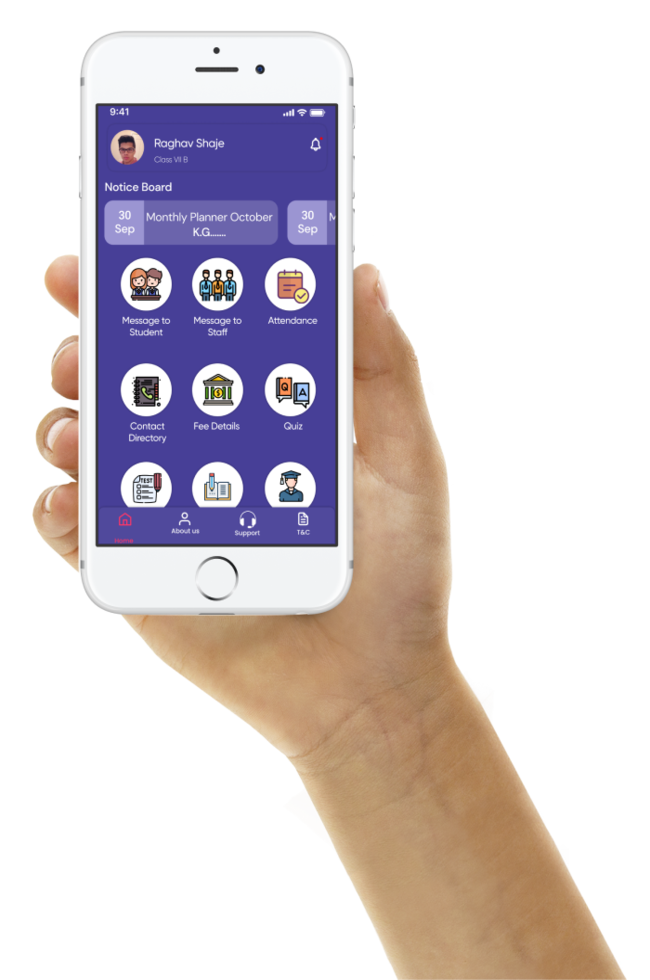 9:41
Raghav Shaje
Class VII B
Notice Board
30
Sep
Monthly Planner October
K.G.......
30
Sep
M
Message to
Student
Message to
Staff
Attendance
Contact
Directory
Fee Details
Quiz
Q
A
TEST
Home
About us
Support
T&C